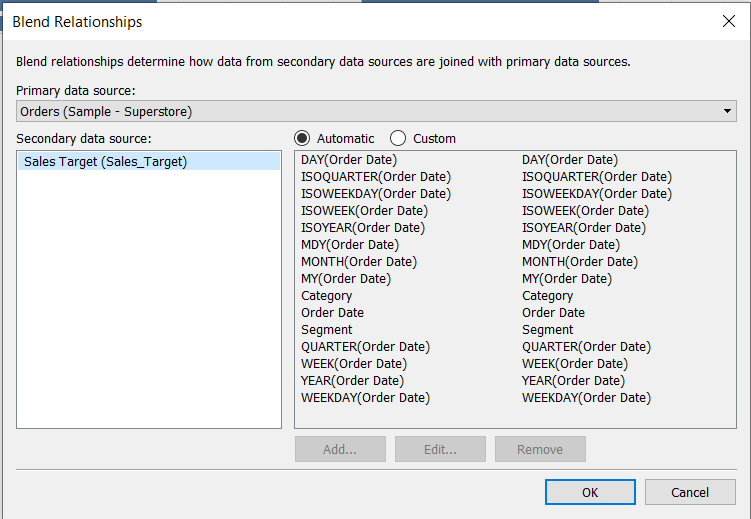 Blend Relationships
Blend relationships determine how data from secondary data sources are joined with primary data sources.
Primary data source:
Orders (Sample - Superstore)
Secondary data source:
Automatic Custom
Sales Target (Sales_Target)
DAY(Order Date) DAY(Order Date)
ISOQUARTER(Order Date) ISOQUARTER(Order Date)
ISOWEEKDAY(Order Date) ISOWEEKDAY(Order Date)
ISOWEEK(Order Date) ISOWEEK(Order Date)
ISOYEAR(Order Date) ISOYEAR(Order Date)
MDY(Order Date) MDY(Order Date)
MONTH(Order Date) MONTH(Order Date)
MY(Order Date) MY(Order Date)
Category Category
Order Date Order Date
Segment Segment
QUARTER(Order Date) QUARTER(Order Date)
WEEK(Order Date) WEEK(Order Date)
YEAR(Order Date) YEAR(Order Date)
WEEKDAY(Order Date) WEEKDAY(Order Date)
Add... Edit... Remove
OK Cancel